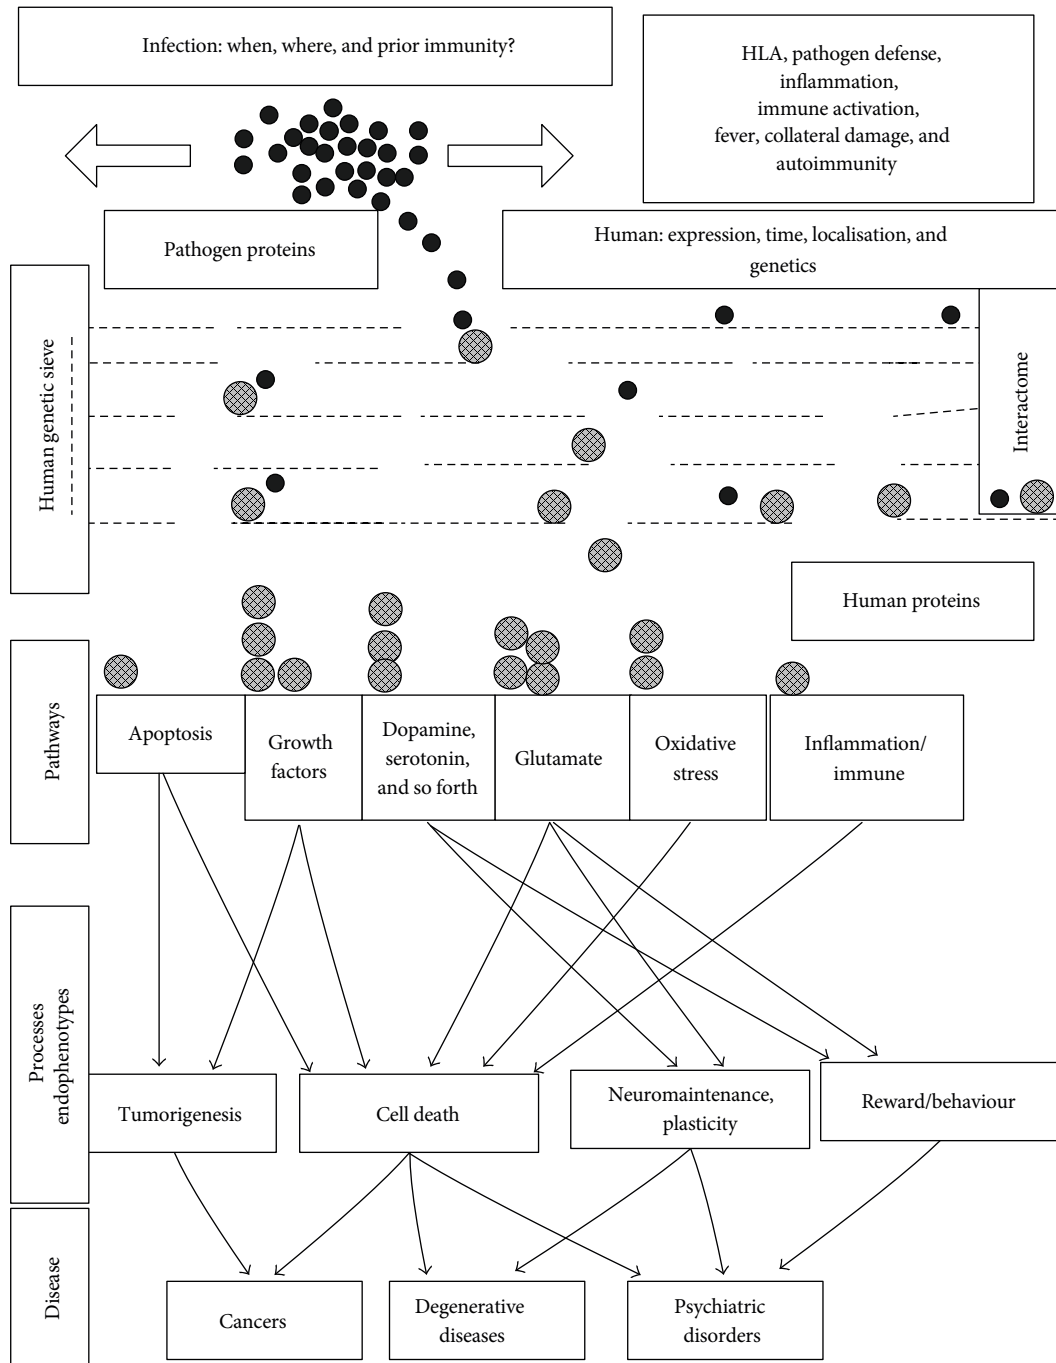 Infection: when, where, and prior immunity?
HLA, pathogen defense,
inflammation,
immune activation,
fever, collateral damage, and
autoimmunity
Pathogen proteins
Human: expression, time, localisation, and
genetics
Human genetic sieve
Interactome
Human proteins
Pathways
Apoptosis
Growth
factors
Dopamine,
serotonin,
and so forth
Glutamate
Oxidative
stress
Inflammation/
immune
Processes
endophenotypes
Tumorigenesis
Cell death
Neuromaintenance,
plasticity
Reward/behaviour
Disease
Cancers
Degenerative
diseases
Psychiatric
disorders